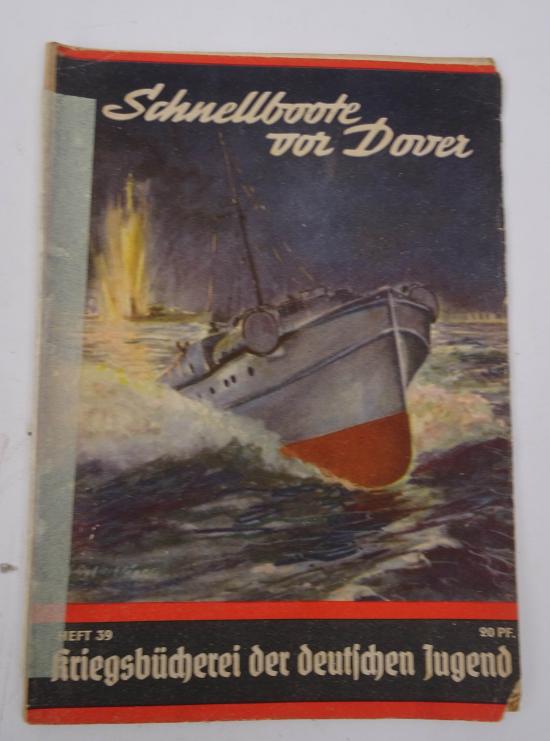 Schnellboote
vor Dover
HEFT 39
20 PF.
Kriegsbücherei der deutschen Jugend